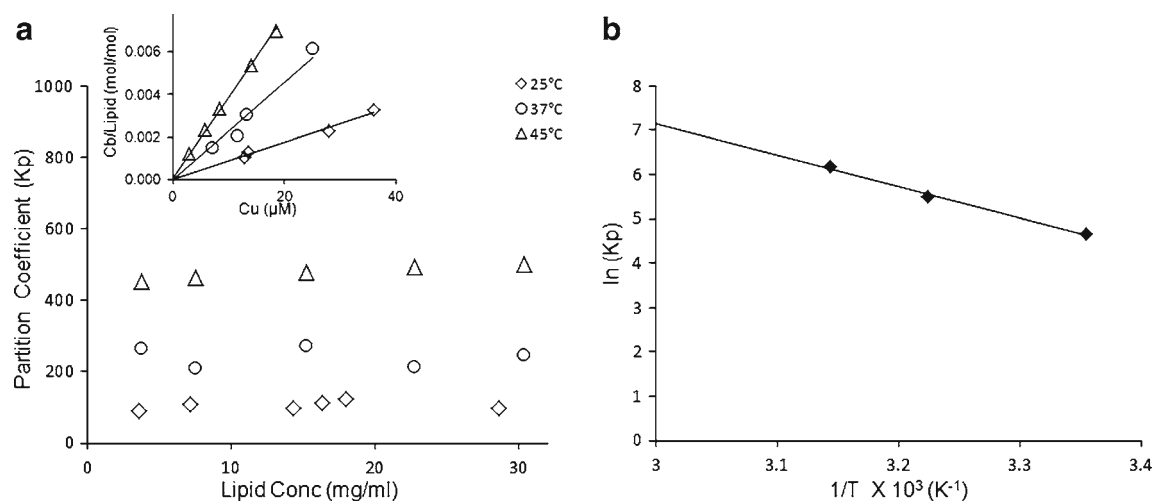 a
Cb/Lipid (mol/mol)
0.006
0.004
0.002
0.000
0
20
40
Cu (µM)
25°C
37°C
45°C
Partition Coefficient (Kp)
1000
800
600
400
200
0
0
10
20
30
Lipid Conc (mg/ml)
b
ln (Kp)
8
7
6
5
4
3
2
1
0
3
3.1
3.2
3.3
3.4
1/T X 10³ (K⁻¹)